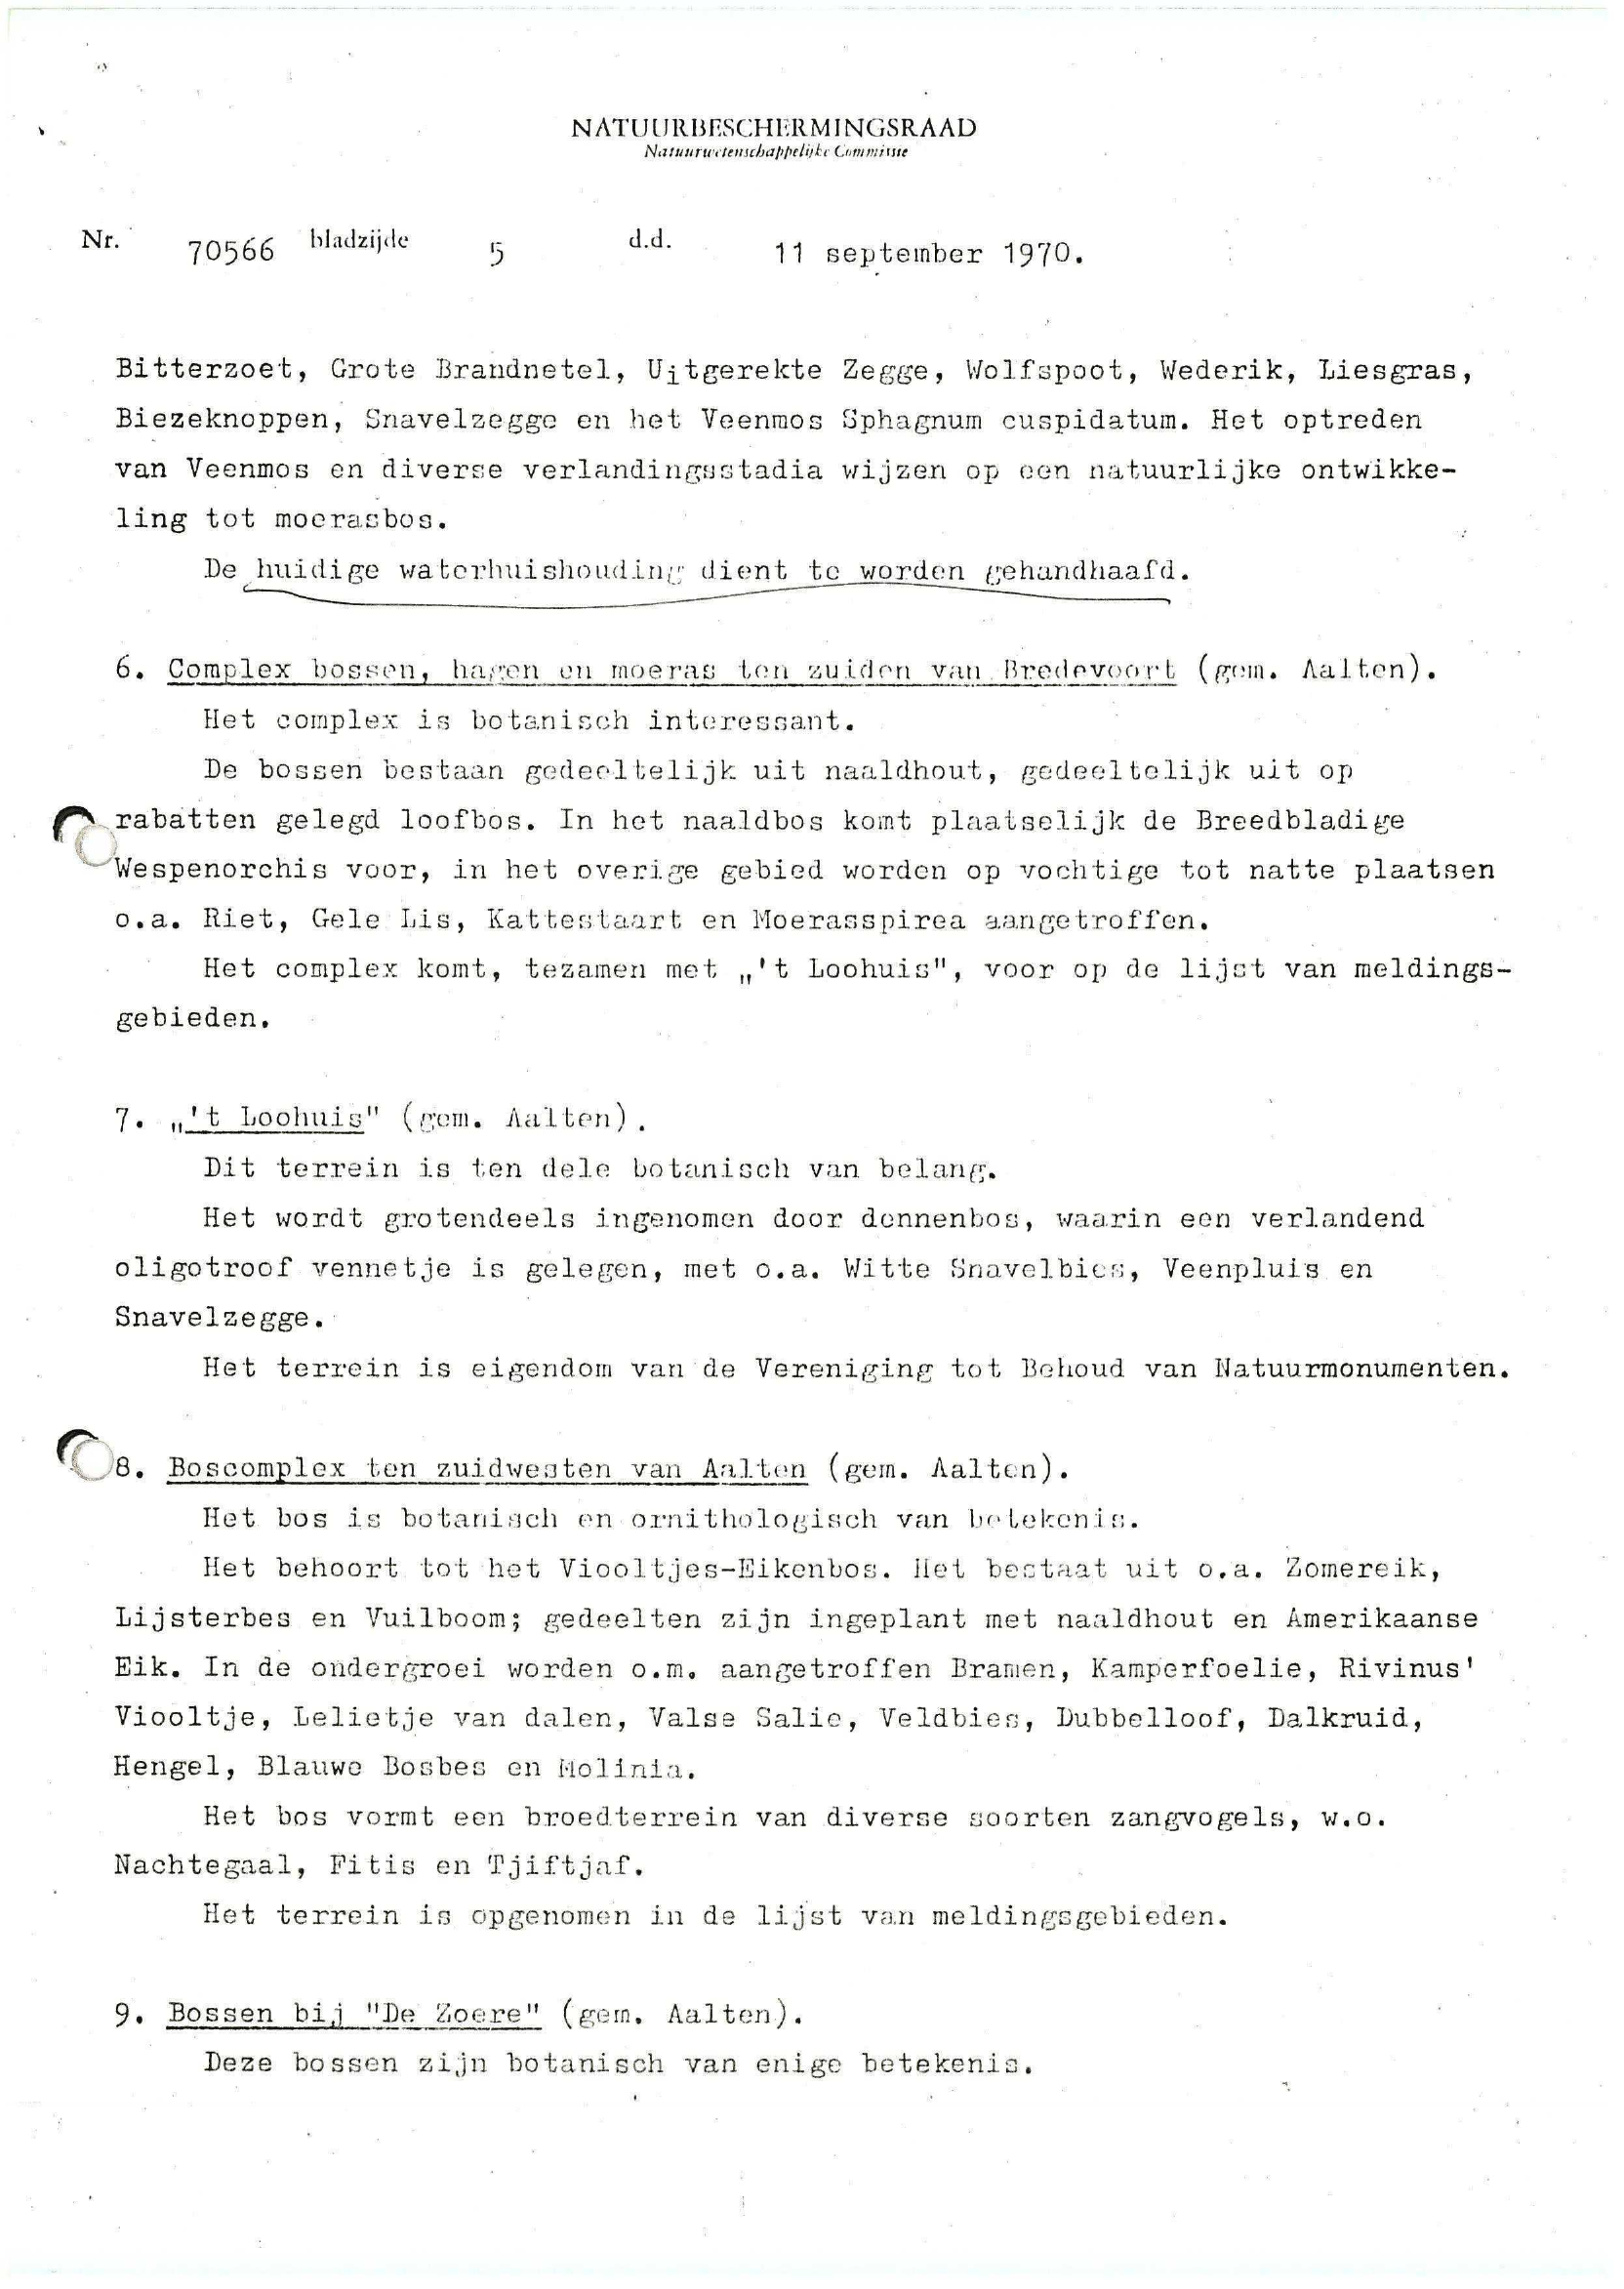 NATUURBESCHERMINGSRAAD
Natuurwetenschappelijke Commissie
Nr. 70566 bladzijde 5 d.d. 11 september 1970.
Bitterzoet, Grote Brandnetel, Uitgerekte Zegge, Wolfspoot, Wederik, Liesgras,
Biezeknoppen, Snavelzegge en het Veenmos Sphagnum cuspidatum. Het optreden
van Veenmos en diverse verlandingsstadia wijzen op een natuurlijke ontwikke-
ling tot moerasbos.
De huidige waterhuishouding dient te worden gehandhaafd.
6. Complex bossen, hagen en moeras ten zuiden van Bredevoort (gem. Aalten).
Het complex is botanisch interessant.
De bossen bestaan gedeeltelijk uit naaldhout, gedeeltelijk uit op
rabatten gelegd loofbos. In het naaldbos komt plaatselijk de Breedbladige
Wespenorchis voor, in het overige gebied worden op vochtige tot natte plaatsen
o.a. Riet, Gele Lis, Kattestaart en Moerasspirea aangetroffen.
Het complex komt, tezamen met „'t Loohuis", voor op de lijst van meldings-
gebieden.
7. „'t Loohuis" (gem. Aalten).
Dit terrein is ten dele botanisch van belang.
Het wordt grotendeels ingenomen door dennenbos, waarin een verlandend
oligotroof vennetje is gelegen, met o.a. Witte Snavelbies, Veenpluis en
Snavelzegge.
Het terrein is eigendom van de Vereniging tot Behoud van Natuurmonumenten.
8. Boscomplex ten zuidwesten van Aalten (gem. Aalten).
Het bos is botanisch en ornithologisch van betekenis.
Het behoort tot het Viooltjes-Eikenbos. Het bestaat uit o.a. Zomereik,
Lijsterbes en Vuilboom; gedeelten zijn ingeplant met naaldhout en Amerikaanse
Eik. In de ondergroei worden o.m. aangetroffen Bramen, Kamperfoelie, Rivinus'
Viooltje, Lelietje van dalen, Valse Salie, Veldbies, Dubbelloof, Dalkruid,
Hengel, Blauwe Bosbes en Molinia.
Het bos vormt een broedterrein van diverse soorten zangvogels, w.o.
Nachtegaal, Fitis en Tjiftjaf.
Het terrein is opgenomen in de lijst van meldingsgebieden.
9. Bossen bij "De Zoere" (gem. Aalten).
Deze bossen zijn botanisch van enige betekenis.